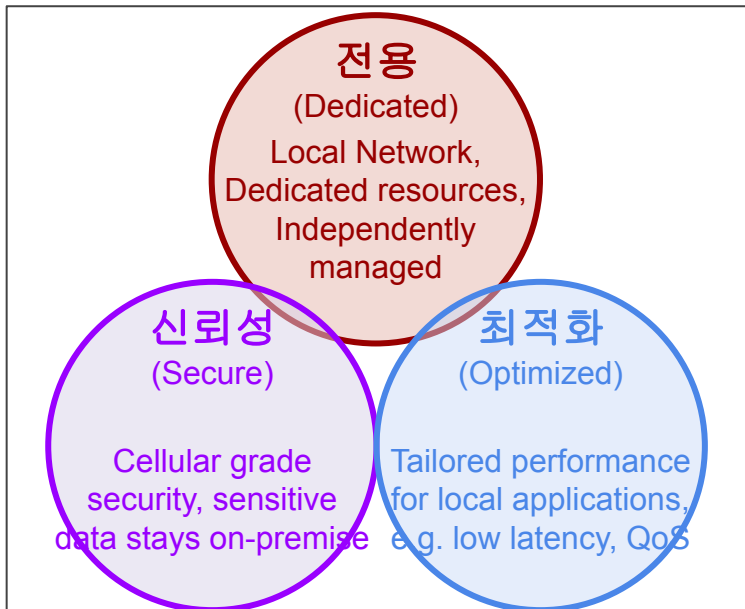 전용
(Dedicated)
Local Network,
Dedicated resources,
Independently
managed
신뢰성
(Secure)
Cellular grade
security, sensitive
data stays on-premise
최적화
(Optimized)
Tailored performance
for local applications,
e.g. low latency, QoS